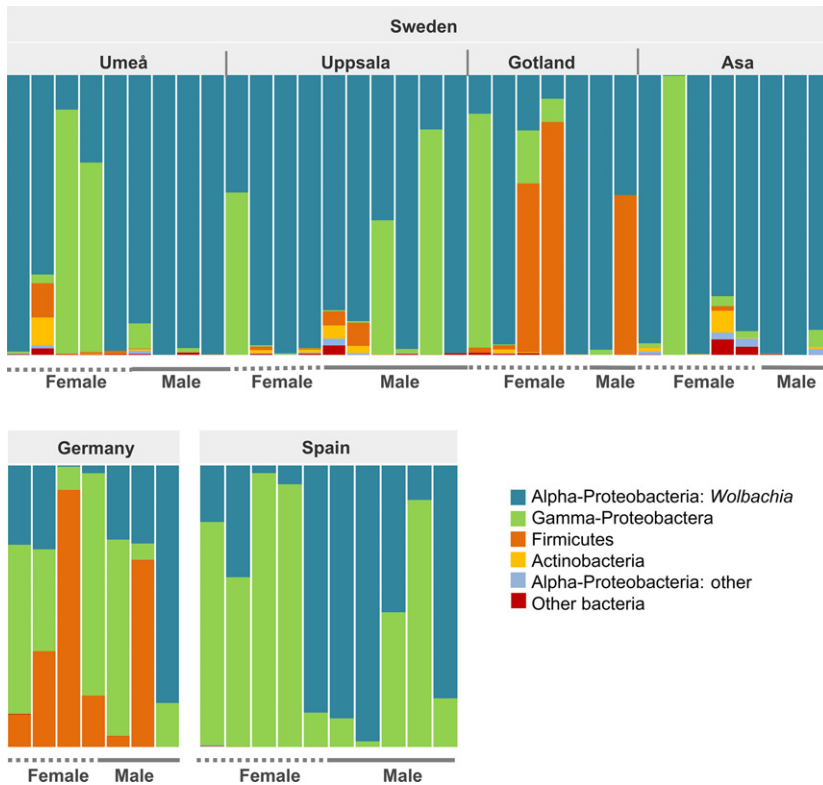 Sweden
Umeå Uppsala Gotland Asa
Female Male Female Male Female Male Female Male
Germany Spain
Alpha-Proteobacteria: Wolbachia
Gamma-Proteobactera
Firmicutes
Actinobacteria
Alpha-Proteobacteria: other
Other bacteria
Female Male Female Male